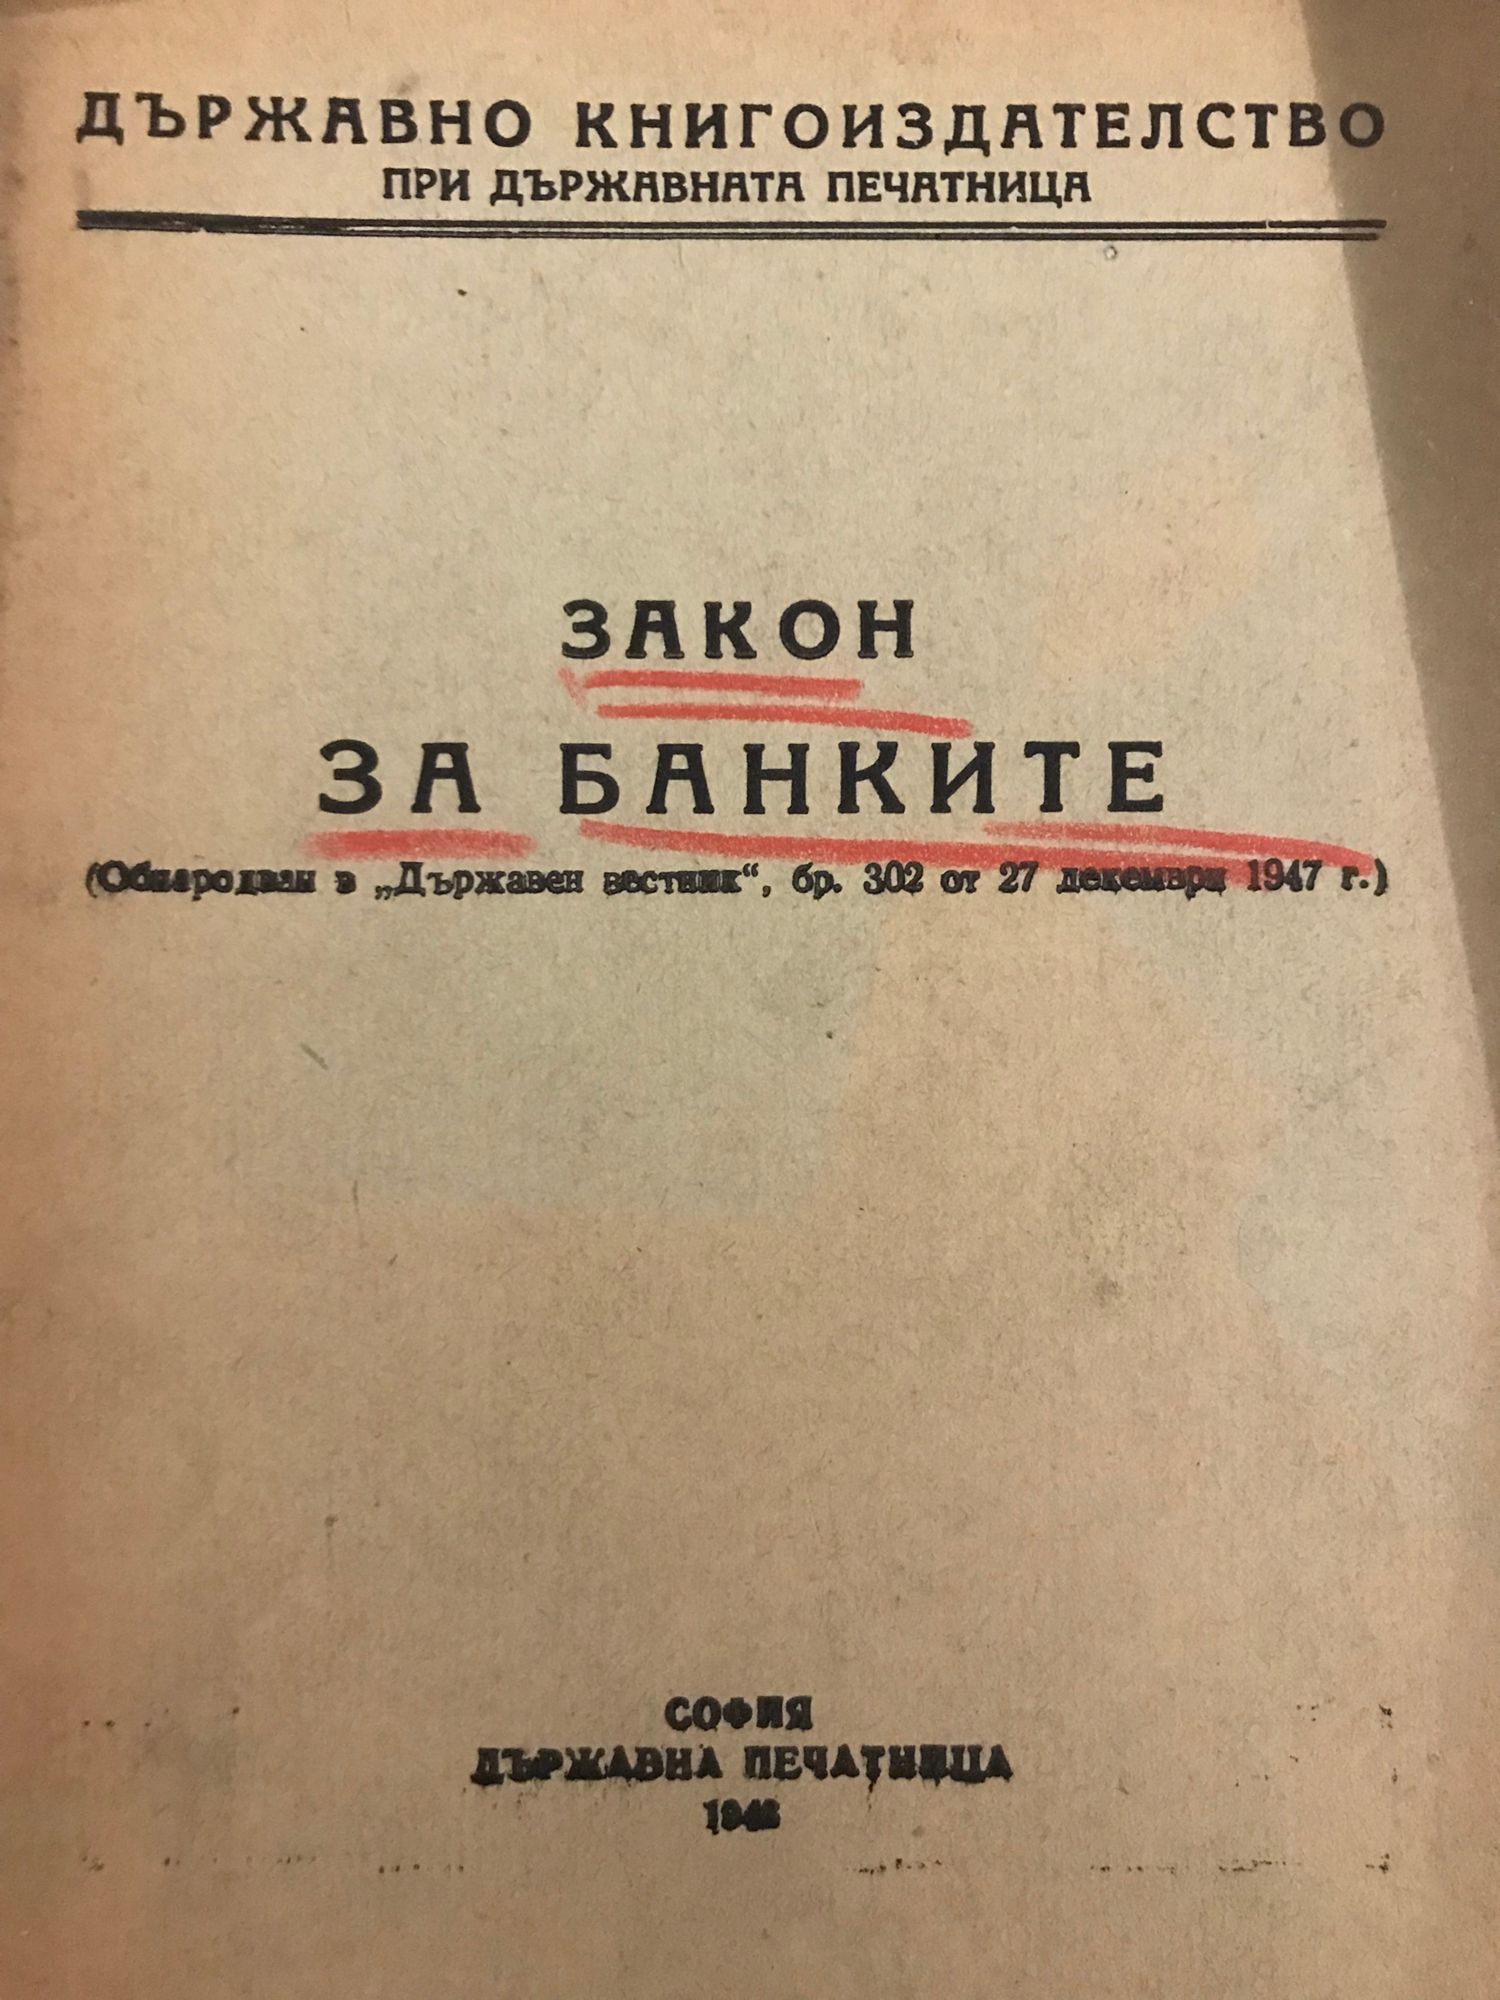 ДЪРЖАВНО КНИГОИЗДАТЕЛСТВО
ПРИ ДЪРЖАВНАТА ПЕЧАТНИЦА
ЗАКОН
ЗА БАНКИТЕ
(Обнародван в „Държавен вестник“, бр. 302 от 27 декември 1947 г.)
СОФИЯ
ДЪРЖАВНА ПЕЧАТНИЦА
1948